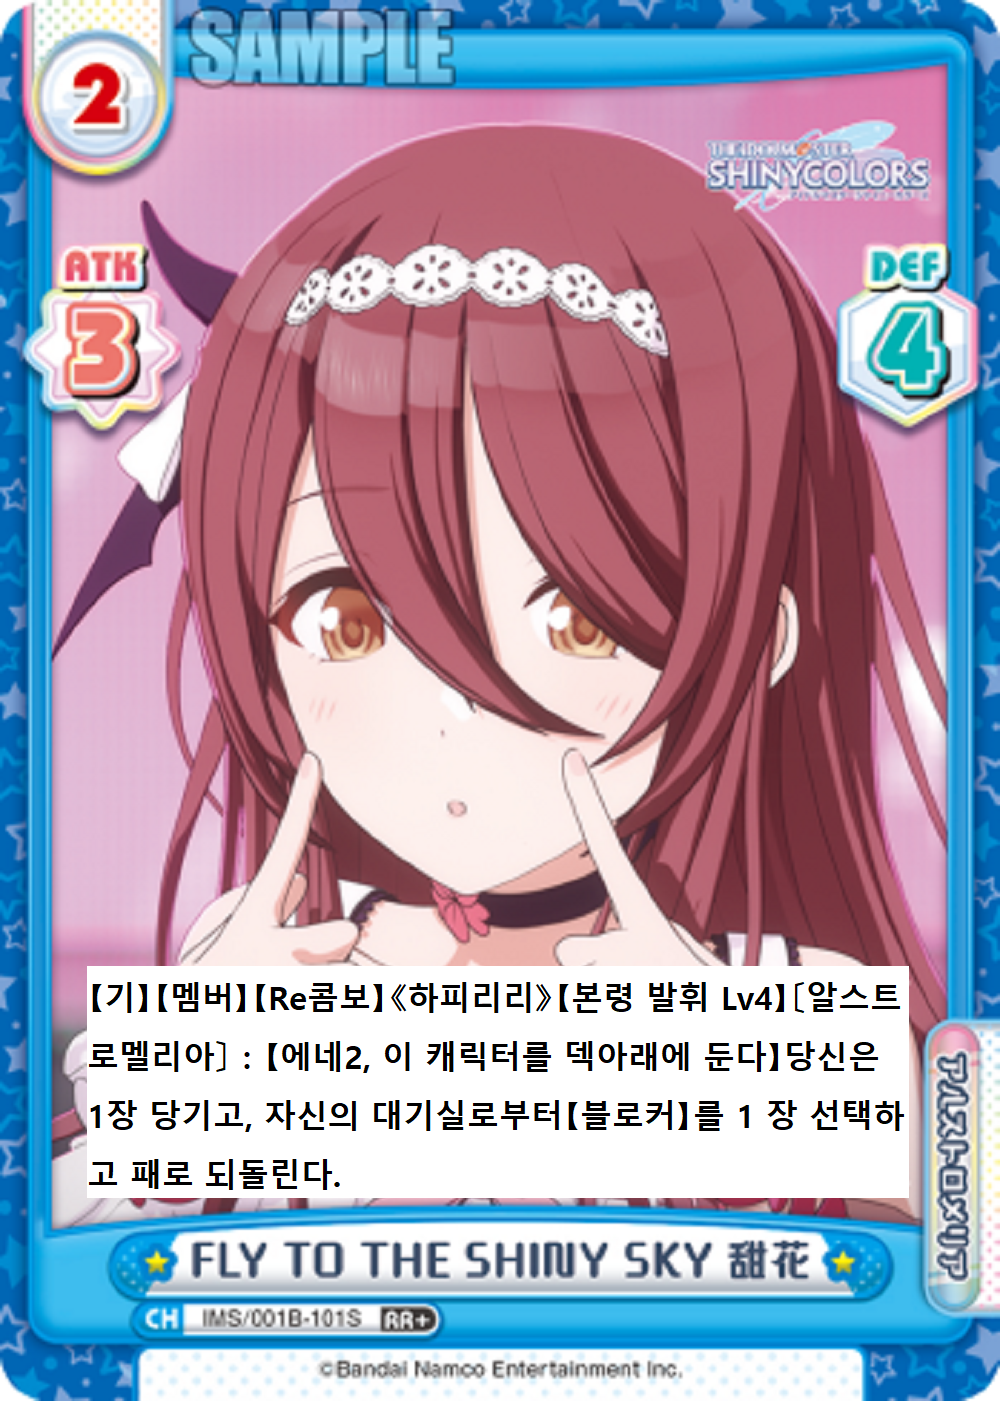 SAMPLE
2
THE IDOLM@STER
SHINYCOLORS
ATK
3
DEF
4
【기】【멤버】【Re콤보】《하피리리》【본령 발휘 Lv4】〔알스트
로멜리아〕 : 【에네2, 이 캐릭터를 덱아래에 둔다】당신은
1장 당기고, 자신의 대기실로부터【블로커】를 1 장 선택하
고 패로 되돌린다.
アルストロメリア
FLY TO THE SHINY SKY 甜花
CH IMS/001B-101S RR+
©Bandai Namco Entertainment Inc.